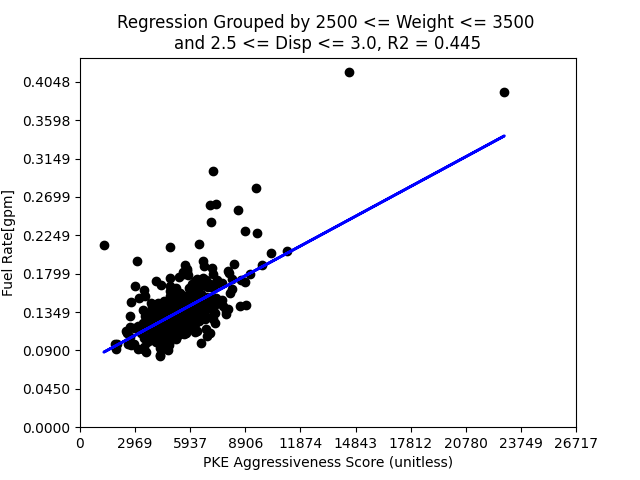 Regression Grouped by 2500 <= Weight <= 3500
and 2.5 <= Disp <= 3.0, R2 = 0.445
0.4048
0.3598
0.3149
0.2699
0.2249
0.1799
0.1349
0.0900
0.0450
0.0000
Fuel Rate[gpm]
0 2969 5937 8906 11874 14843 17812 20780 23749 26717
PKE Aggressiveness Score (unitless)